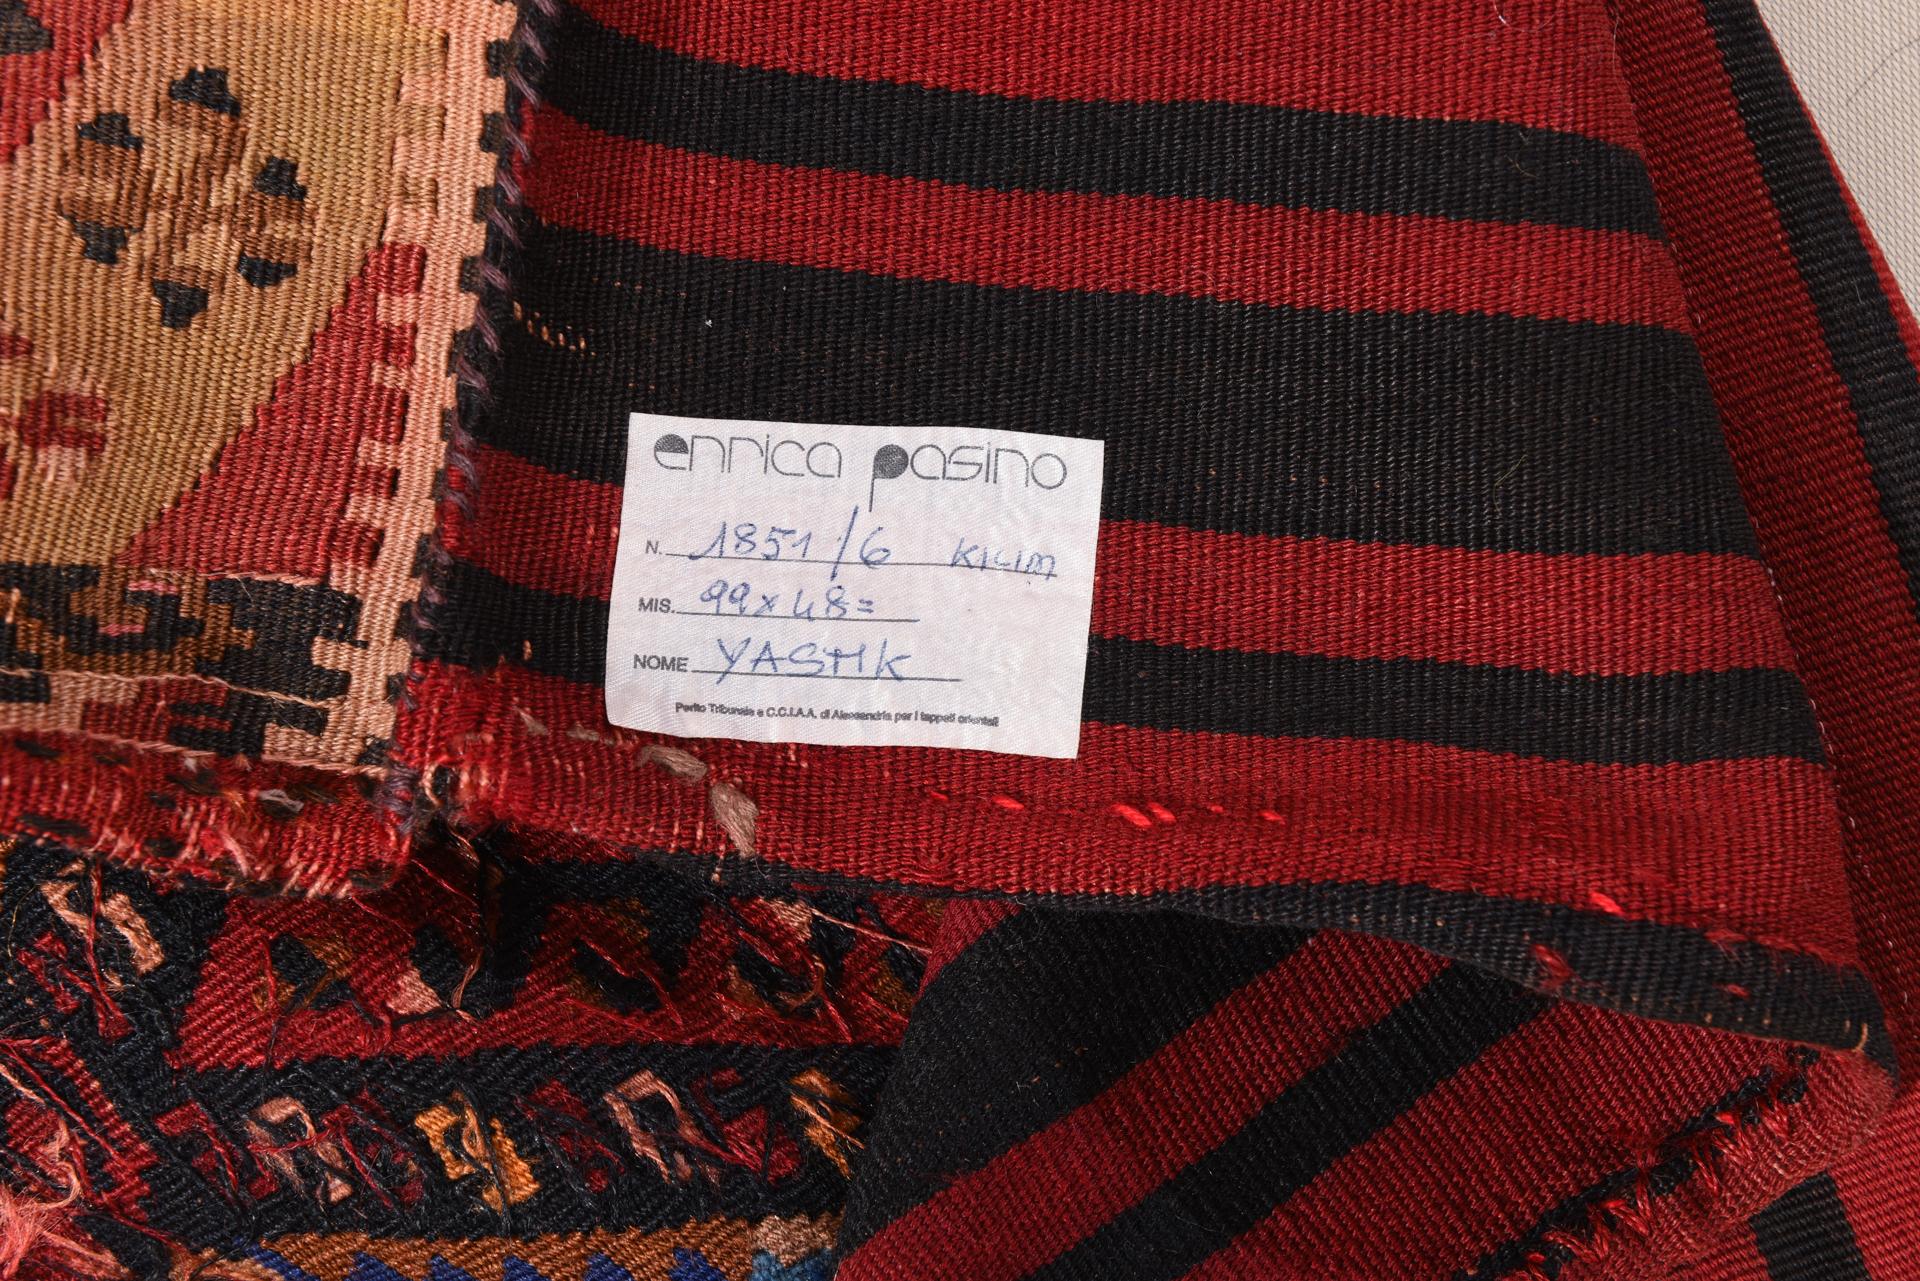 enrica pasino
N. 1851/6 KILIM
MIS. 99x48=
NOME YASTIK
Perito Tribunale e C.C.I.A.A. di Alessandria per i tappeti orientali